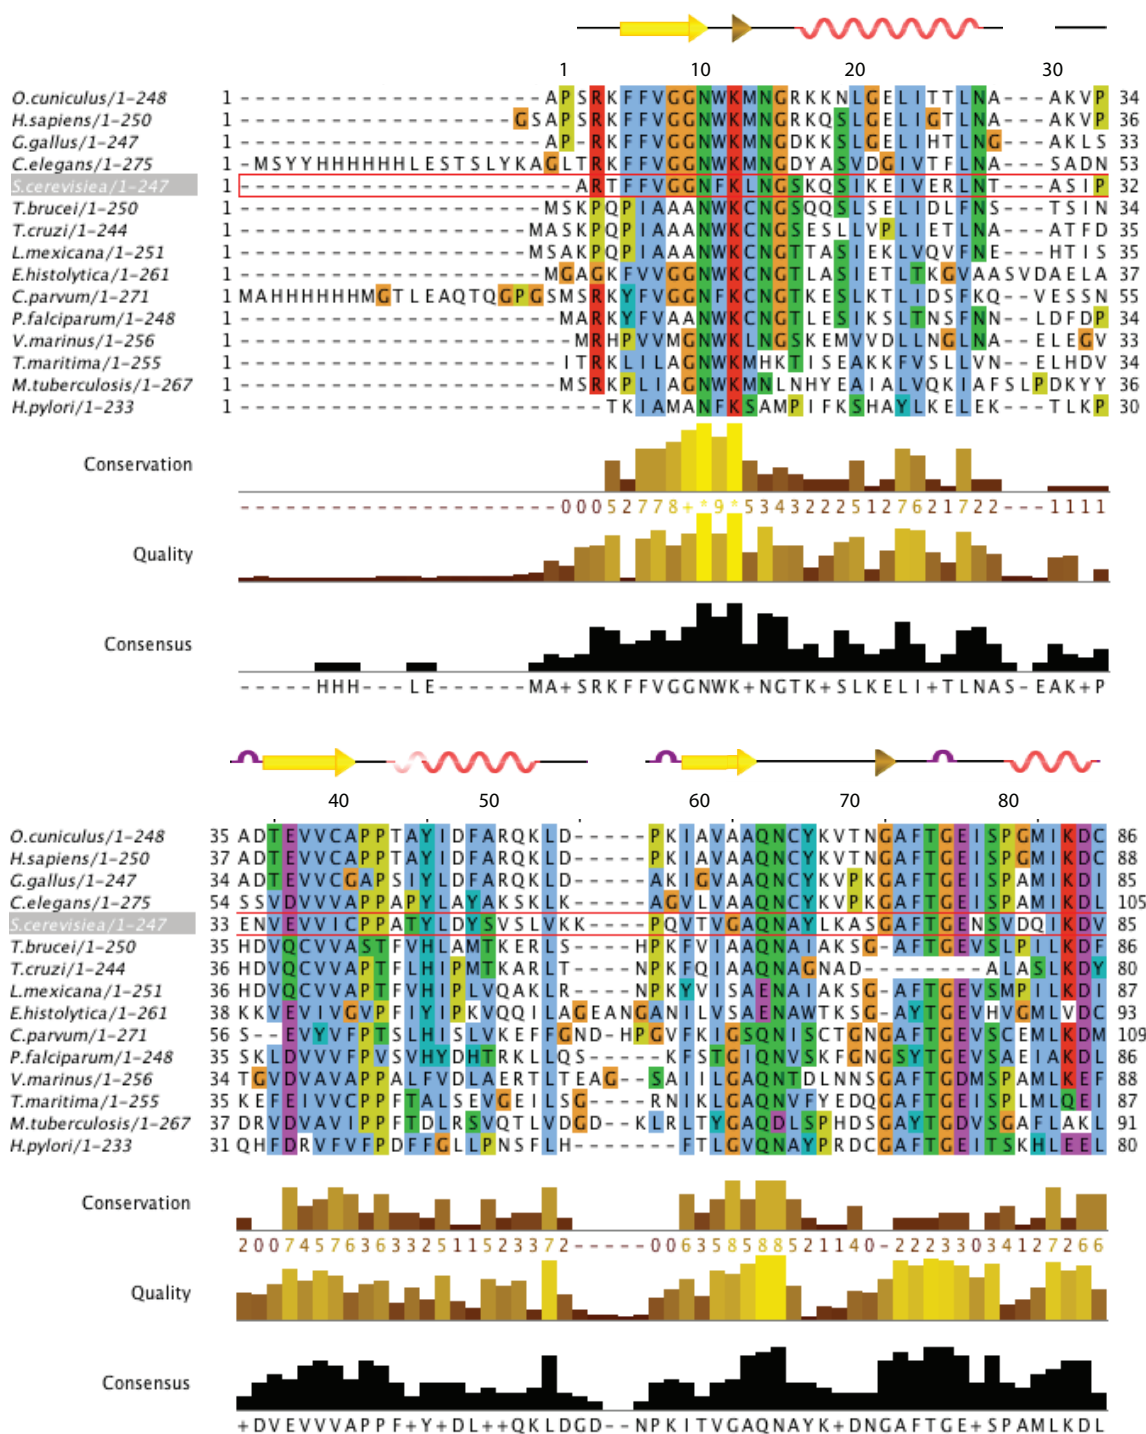 1 10 20 30
O.cuniculus/1-248 1 --------------------APSRKFFVGGNWKMNGRKKNLGELITTLNA---AKVP 34
H.sapiens/1-250 1 ------------------GSAPSRKFFVGGNWKMNGRKQSLGELIGTLNA---AKVP 36
G.gallus/1-247 1 --------------------AP-RKFFVGGNWKMNGDKKSLGELIHTLNG---AKLS 33
C.elegans/1-275 1 -MSYYHHHHHHLESTSLYKAGLTRKFFVGGNWKMNGDYASVDGIVTFLNA---SADN 53
S.cerevisiea/1-247 1 ----------------------ARTFFVGGNFKLNGSKQSIKEIVERLNT---ASIP 32
T.brucei/1-250 1 --------------------MSKPQPIAAANWKCNGSQQSLSELIDLFNS---TSIN 34
T.cruzi/1-244 1 -------------------MASKPQPIAAANWKCNGSESLLVPLIETLNA---ATFD 35
L.mexicana/1-251 1 -------------------MSAKPQPIAAANWKCNGTTASIEKLVQVFNE---HTIS 35
E.histolytica/1-261 1 --------------------MGAGKFVVGGNWKCNGTLASIETLTKGVAASVDAELA 37
C.parvum/1-271 1 MAHHHHHHMGTLEAQTQGPGSMSRKYFVGGNFKCNGTKESLKTLIDSFKQ--VESSN 55
P.falciparum/1-248 1 ---------------------MARKYFVAANWKCNGTLESIKSLTNSFNN--LDFDP 34
V.marinus/1-256 1 ----------------------MRHPVVMGNWKLNGSKEMVVDLLNGLNA--ELEGV 33
T.maritima/1-255 1 ---------------------ITRKLILAGNWKMHKTISEAKKFVSLLVN--ELHDV 34
M.tuberculosis/1-267 1 ---------------------MSRKPLIAGNWKMNLNHYEAIALVQKIAFSLPDKYY 36
H.pylori/1-233 1 ------------------------TKIAMANFKSAMPIFKSHAYLKELEK---TLKP 30
Conservation
---------------------00052778+*9*53432225127621722---1111
Quality
Consensus
-----HHH---LE------MA+SRKFFVGGNWK+NGTK+SLKELI+TLNAS-EAK+P
40 50 60 70 80
O.cuniculus/1-248 35 ADTEVVCAPPTAYIDFARQKLD-----PKIAVAAQNCYKVTNGAFTGEISPGMIKDC 86
H.sapiens/1-250 37 ADTEVVCAPPTAYIDFARQKLD-----PKIAVAAQNCYKVTNGAFTGEISPGMIKDC 88
G.gallus/1-247 34 ADTEVVCGAPSIYLDFARQKLD-----AKIGVAAQNCYKVPKGAFTGEISPAMIKDI 85
C.elegans/1-275 54 SSVDVVVAPPAPYLAYAKSKLK-----AGVLVAAQNCYKVPKGAFTGEISPAMIKDL 105
S.cerevisiea/1-247 33 ENVEVVICPPATYLDYSVSLVKK----PQVTVGAQNAYLKASGAFTGENSVDQIKDV 85
T.brucei/1-250 35 HDVQCVVASTFVHLAMTKERLS----HPKFVIAAQNAIAKSG-AFTGEVSLPILKDF 86
T.cruzi/1-244 36 HDVQCVVAPTFLHIPMTKARLT----NPKFQIAAQNAGNAD--------ALASLKDY 80
L.mexicana/1-251 36 HDVQCVVAPTFVHIPLVQAKLR----NPKYVISAENAIAKSG-AFTGEVSMPILKDI 87
E.histolytica/1-261 38 KKVEVIVGVPFIYIPKVQQILAGEANGANILVSAENAWTKSG-AYTGEVHVGMLVDC 93
C.parvum/1-271 56 S--EVYVFPTSLHISLVKEFFGND-HPGVFKIGSQNISCTGNGAFTGEVSCEMLKDM 109
P.falciparum/1-248 35 SKLDVVVFPVSVHYDHTRKLLQS-----KFSTGIQNVSKFGNGSYTGEVSAEIAKDL 86
V.marinus/1-256 34 TGVDVAVAPPALFVDLAERTLTEAG--SAIILGAQNTDLNNSGAFTGDMSPAMLKEF 88
T.maritima/1-255 35 KEFEIVVCPPFTALSEVGEILSG----RNIKLGAQNVFYEDQGAFTGEISPLMLQEI 87
M.tuberculosis/1-267 37 DRVDVAVIPPFTDLRSVQTLVDGD--KLRLTYGAQDLSPHDSGAYTGDVSGAFLAKL 91
H.pylori/1-233 31 QHFDRVFVFPDFFGLLPNSFLH-------FTLGVQNAYPRDCGAFTGEITSKHLEEL 80
Conservation
2007457636332511523372-----006358588521140-22233034127266
Quality
Consensus
+DVEVVVAPPF+Y+DL++QKLDGD--NPKITVGAQNAYK+DNGAFTGE+SPAMLKDL